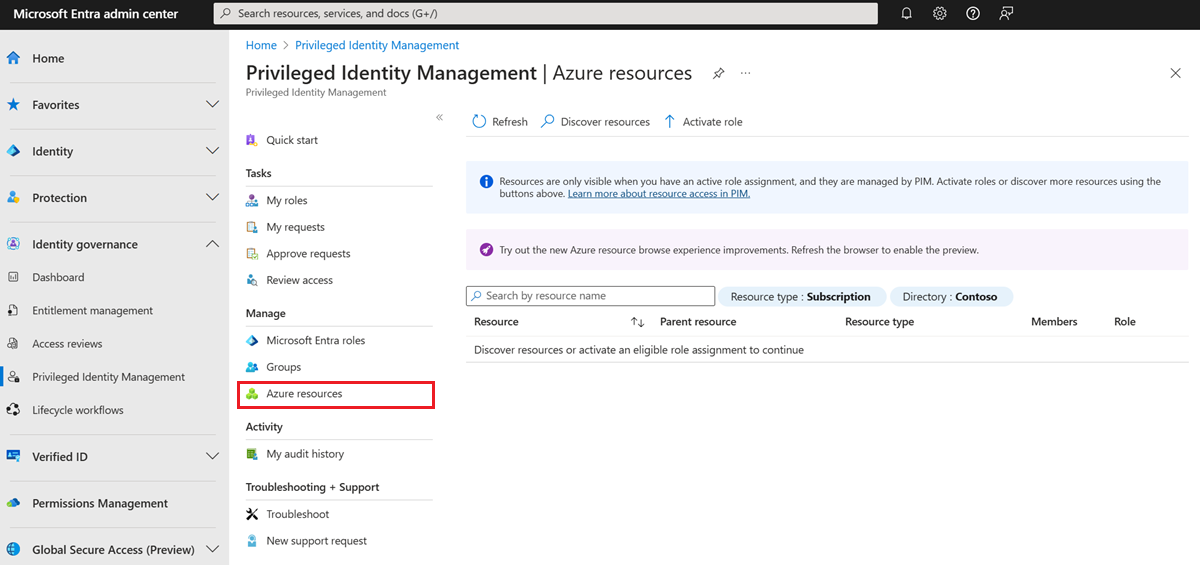 Microsoft Entra admin center
Search resources, services, and docs (G+/)
Home
Favorites
Identity
Protection
Identity governance
Dashboard
Entitlement management
Access reviews
Privileged Identity Management
Lifecycle workflows
Verified ID
Permissions Management
Global Secure Access (Preview)
Home > Privileged Identity Management
Privileged Identity Management | Azure resources
Privileged Identity Management
Quick start
Tasks
My roles
My requests
Approve requests
Review access
Manage
Microsoft Entra roles
Groups
Azure resources
Activity
My audit history
Troubleshooting + Support
Troubleshoot
New support request
Refresh Discover resources Activate role
Resources are only visible when you have an active role assignment, and they are managed by PIM. Activate roles or discover more resources using the
buttons above. Learn more about resource access in PIM.
Try out the new Azure resource browse experience improvements. Refresh the browser to enable the preview.
Search by resource name Resource type : Subscription Directory : Contoso
Resource Parent resource Resource type Members Role
Discover resources or activate an eligible role assignment to continue